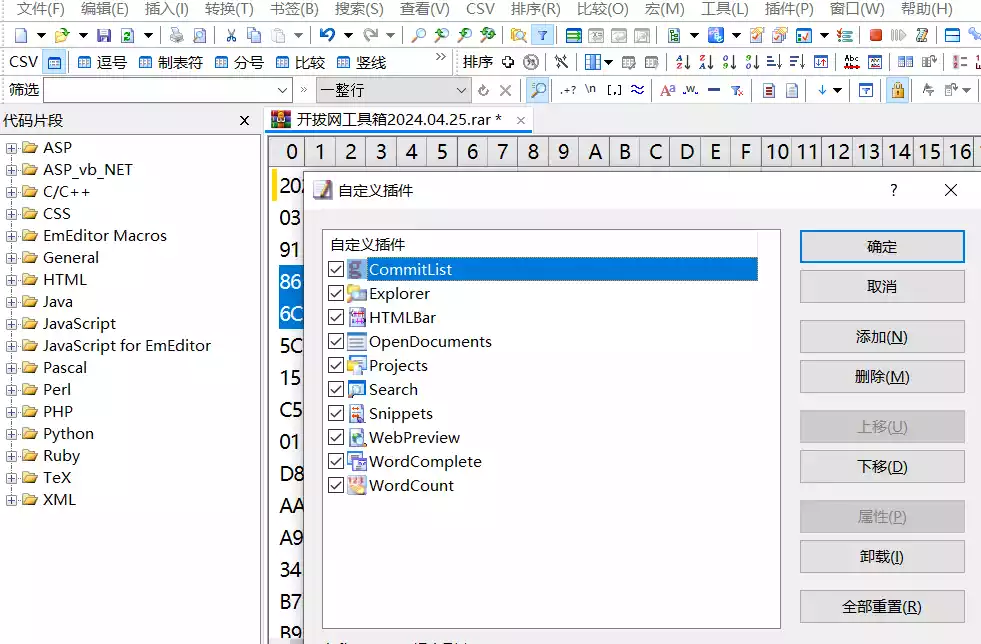 文件(F) 编辑(E) 插入(I) 转换(T) 书签(B) 搜索(S) 查看(V) CSV 排序(R) 比较(O) 宏(M) 工具(L) 插件(P) 窗口(W) 帮助(H)
CSV 逗号 制表符 分号 比较 竖线 » 排序
筛选 » 一整行
代码片段
开拔网工具箱2024.04.25.rar *
0 1 2 3 4 5 6 7 8 9 A B C D E F 10 11 12 13 14 15 16
ASP
ASP_vb_NET
C/C++
CSS
EmEditor Macros
General
HTML
Java
JavaScript
JavaScript for EmEditor
Pascal
Perl
PHP
Python
Ruby
TeX
XML
03
91
86
6C
5C
15
C5
01
D8
AA
A9
34
B7
B9
自定义插件
?
自定义插件
CommitList
Explorer
HTMLBar
OpenDocuments
Projects
Search
Snippets
WebPreview
WordComplete
WordCount
确定
取消
添加(N)
删除(M)
上移(U)
下移(D)
属性(P)
卸载(I)
全部重置(R)